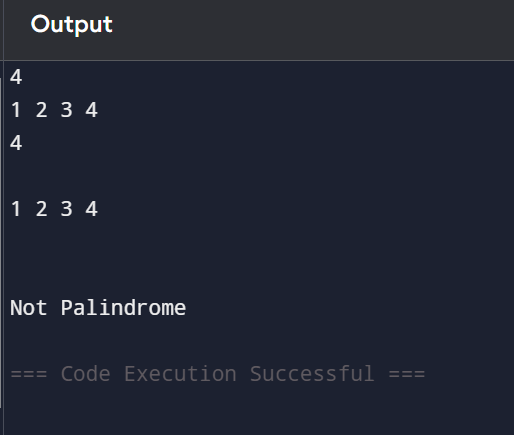 Output
4
1 2 3 4
4
1 2 3 4
Not Palindrome
=== Code Execution Successful ===